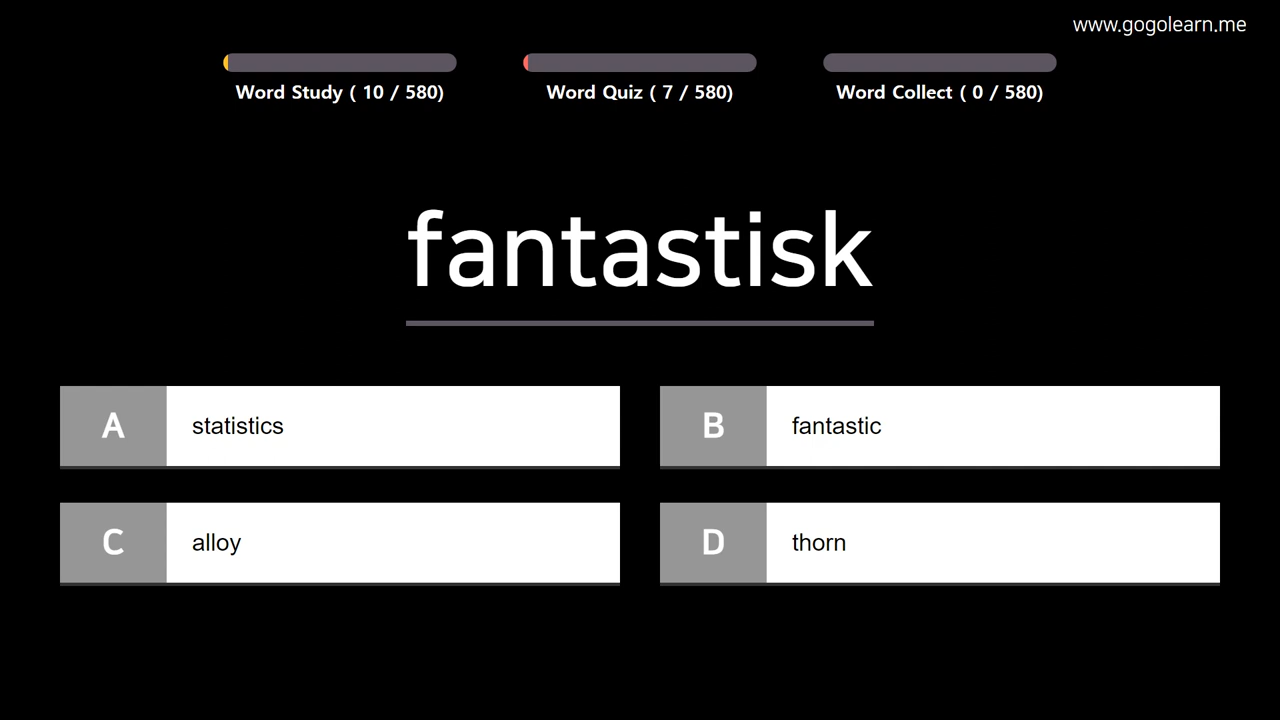 www.gogolearn.me
Word Study ( 10 / 580)
Word Quiz ( 7 / 580)
Word Collect ( 0 / 580)
fantastisk
A statistics
B fantastic
C alloy
D thorn